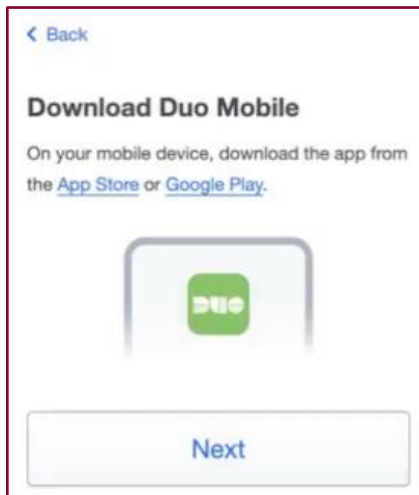 Back
Download Duo Mobile
On your mobile device, download the app from
the App Store or Google Play.
DUO
Next